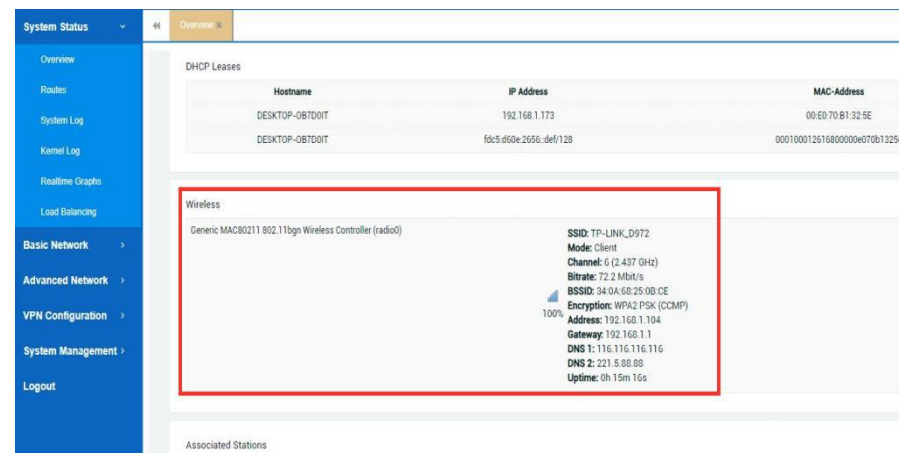 System Status
Overview
Routes
System Log
Kernel Log
Realtime Graphs
Load Balancing
Basic Network
Advanced Network
VPN Configuration
System Management
Logout
Overview
DHCP Leases
Hostname IP Address MAC-Address
DESKTOP-OB7D0IT 192.168.1.173 00:E0:70:B1:32:5E
DESKTOP-OB7D0IT fdc5:d60e:2656::def/128 000100012616800000e070b1325
Wireless
Generic MAC80211 802.11bgn Wireless Controller (radio0)
100%
SSID: TP-LINK_D972
Mode: Client
Channel: 6 (2.437 GHz)
Bitrate: 72.2 Mbit/s
BSSID: 34:0A:68:25:0B:CE
Encryption: WPA2 PSK (CCMP)
Address: 192.168.1.104
Gateway: 192.168.1.1
DNS 1: 116.116.116.116
DNS 2: 221.5.88.88
Uptime: 0h 15m 16s
Associated Stations